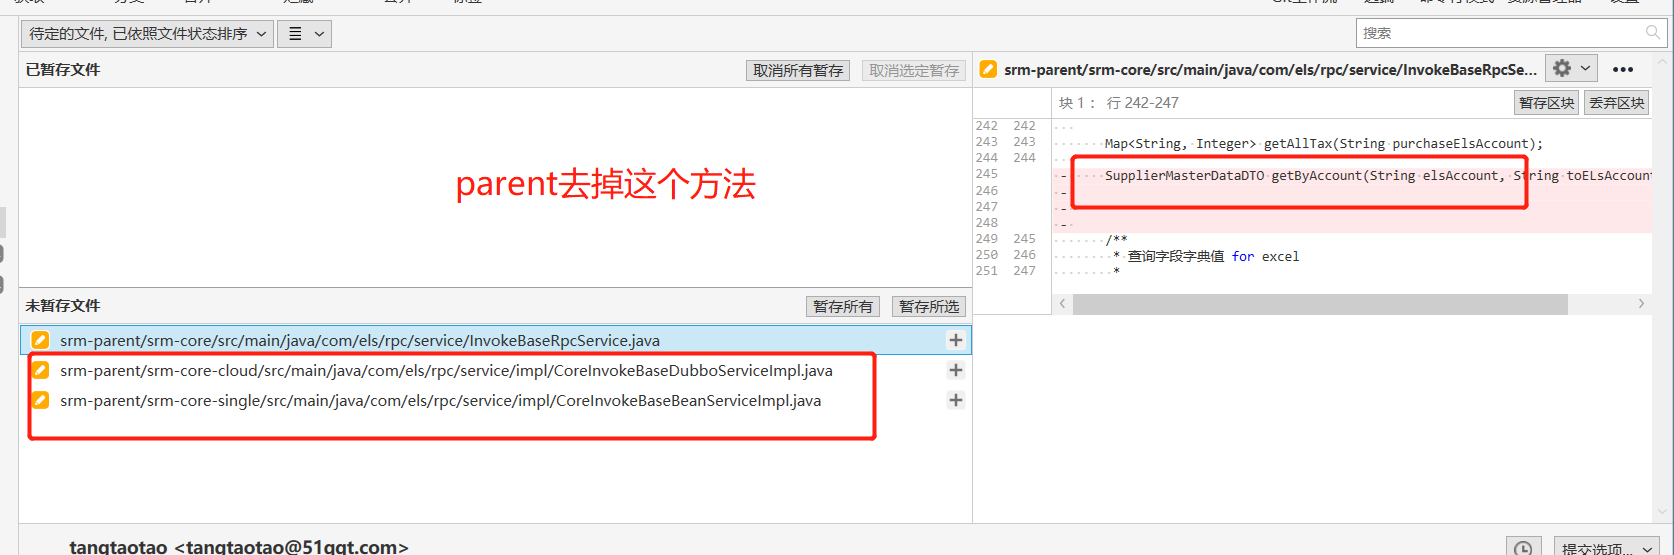 待定的文件, 已依照文件状态排序
搜索
已暂存文件
取消所有暂存
取消选定暂存
srm-parent/srm-core/src/main/java/com/els/rpc/service/InvokeBaseRpcSe...
块 1： 行 242-247
暂存区块
丢弃区块
242 242
243 243 Map<String, Integer> getAllTax(String purchaseElsAccount);
244 244
245 - SupplierMasterDataDTO getByAccount(String elsAccount, String toELsAccount
246 -
247 -
248 -
249 245 /**
250 246 * 查询字段字典值 for excel
251 247 *
parent去掉这个方法
未暂存文件
暂存所有
暂存所选
srm-parent/srm-core/src/main/java/com/els/rpc/service/InvokeBaseRpcService.java
srm-parent/srm-core-cloud/src/main/java/com/els/rpc/service/impl/CoreInvokeBaseDubboServiceImpl.java
srm-parent/srm-core-single/src/main/java/com/els/rpc/service/impl/CoreInvokeBaseBeanServiceImpl.java
tangtaotao <tangtaotao@51qqt.com>
提交选项...